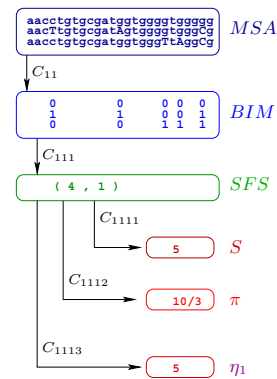 aacctgtgcgatggtggggtggggg
aacTtgtgcgatAgtggggtgggCg
aacctgtgcgatggtgggTtAggCg
MSA
C11
0 0 0 0 0
1 1 0 0 1
0 0 1 1 1
BIM
C111
( 4 , 1 )
SFS
C1111
5
S
C1112
10/3
π
C1113
5
η1